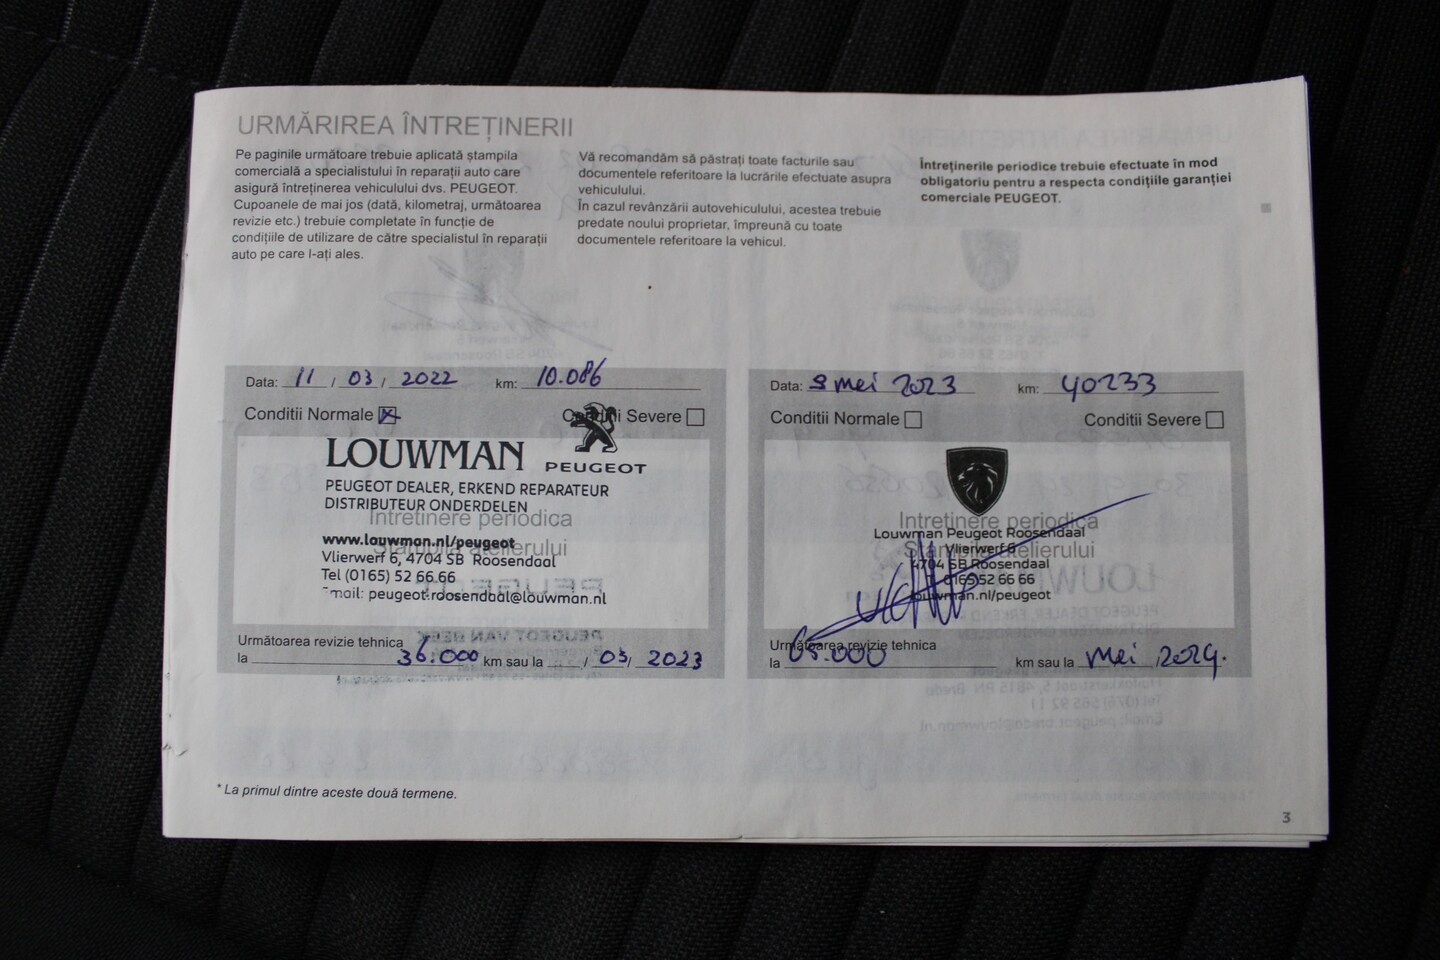 URMĂRIREA ÎNTREȚINERII
Pe paginile următoare trebuie aplicată ștampila
comercială a specialistului în reparații auto care
asigură întreținerea vehiculului dvs. PEUGEOT.
Cupoanele de mai jos (dată, kilometraj, următoarea
revizie etc.) trebuie completate în funcție de
condițiile de utilizare de către specialistul în reparații
auto pe care l-ați ales.
Vă recomandăm să păstrați toate facturile sau
documentele referitoare la lucrările efectuate asupra
vehiculului.
În cazul revânzării autovehiculului, acestea trebuie
predate noului proprietar, împreună cu toate
documentele referitoare la vehicul.
Întreținerile periodice trebuie efectuate în mod
obligatoriu pentru a respecta condițiile garanției
comerciale PEUGEOT.
Data: 11 / 03 / 2022 km: 10.086
Conditii Normale Conditii Severe
LOUWMAN PEUGEOT
PEUGEOT DEALER, ERKEND REPARATEUR
DISTRIBUTEUR ONDERDELEN
Intretinere periodica
www.louwman.nl/peugeot
Stampila atelierului
Vlierwerf 6, 4704 SB Roosendaal
Tel (0165) 52 66 66
Email: peugeot.roosendaal@louwman.nl
Următoarea revizie tehnica
la 36.000 km sau la / 03 / 2023
Data: 9 mei 2023 km: 40233
Conditii Normale Conditii Severe
Intretinere periodica
Louwman Peugeot Roosendaal
Stampila atelierului
Vlierwerf 6
4704 SB Roosendaal
0165 52 66 66
louwman.nl/peugeot
Următoarea revizie tehnica
la 65.000 km sau la mei /2024.
* La primul dintre aceste două termene.
3